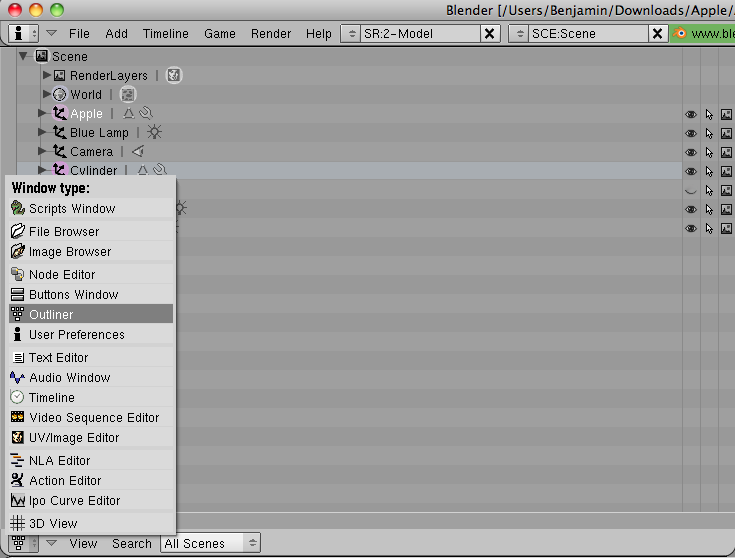 Blender [/Users/Benjamin/Downloads/Apple/
File Add Timeline Game Render Help SR:2-Model SCE:Scene www.ble
Scene
RenderLayers
World
Apple
Blue Lamp
Camera
Cylinder
Window type:
Scripts Window
File Browser
Image Browser
Node Editor
Buttons Window
Outliner
User Preferences
Text Editor
Audio Window
Timeline
Video Sequence Editor
UV/Image Editor
NLA Editor
Action Editor
Ipo Curve Editor
3D View
View Search All Scenes